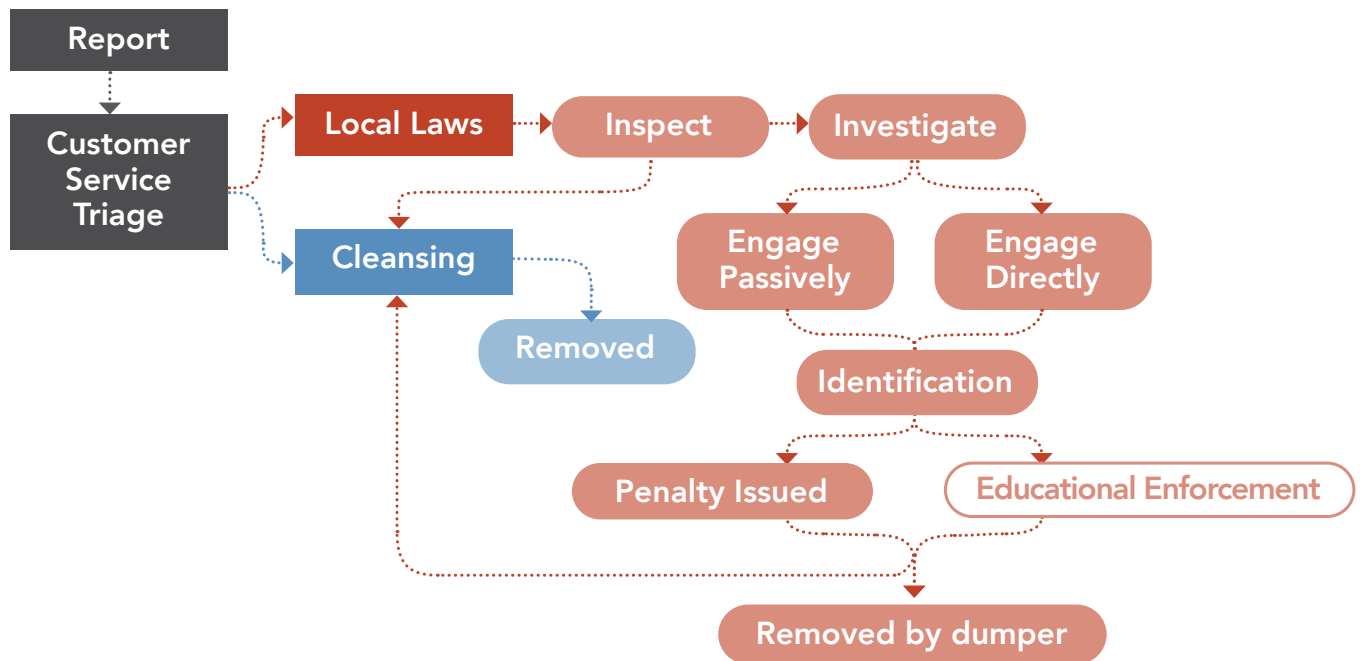 Report
Customer
Service
Triage
Local Laws
Inspect
Investigate
Cleansing
Engage
Passively
Engage
Directly
Removed
Identification
Penalty Issued
Educational Enforcement
Removed by dumper